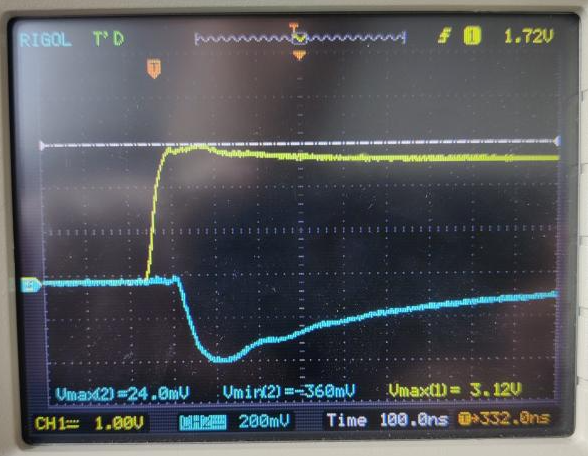 RIGOL T'D 1.72V
T
T
Vmax(2)=24.0mV Vmin(2)=-360mV Vmax(1)= 3.12V
CH1 1.00V 200mV Time 100.0ns T→332.0ns